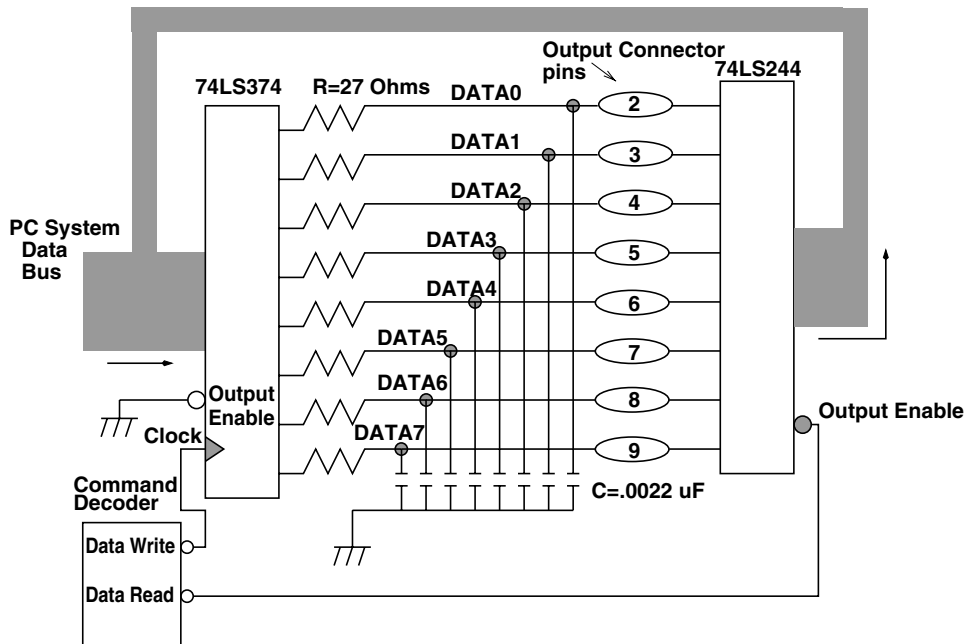 Output Connector
pins
74LS244
74LS374
R=27 Ohms
DATA0
2
DATA1
3
DATA2
4
PC System
Data
Bus
DATA3
5
DATA4
6
DATA5
7
DATA6
8
Output
Enable
Output Enable
Clock
DATA7
9
Command
Decoder
C=.0022 uF
Data Write
Data Read